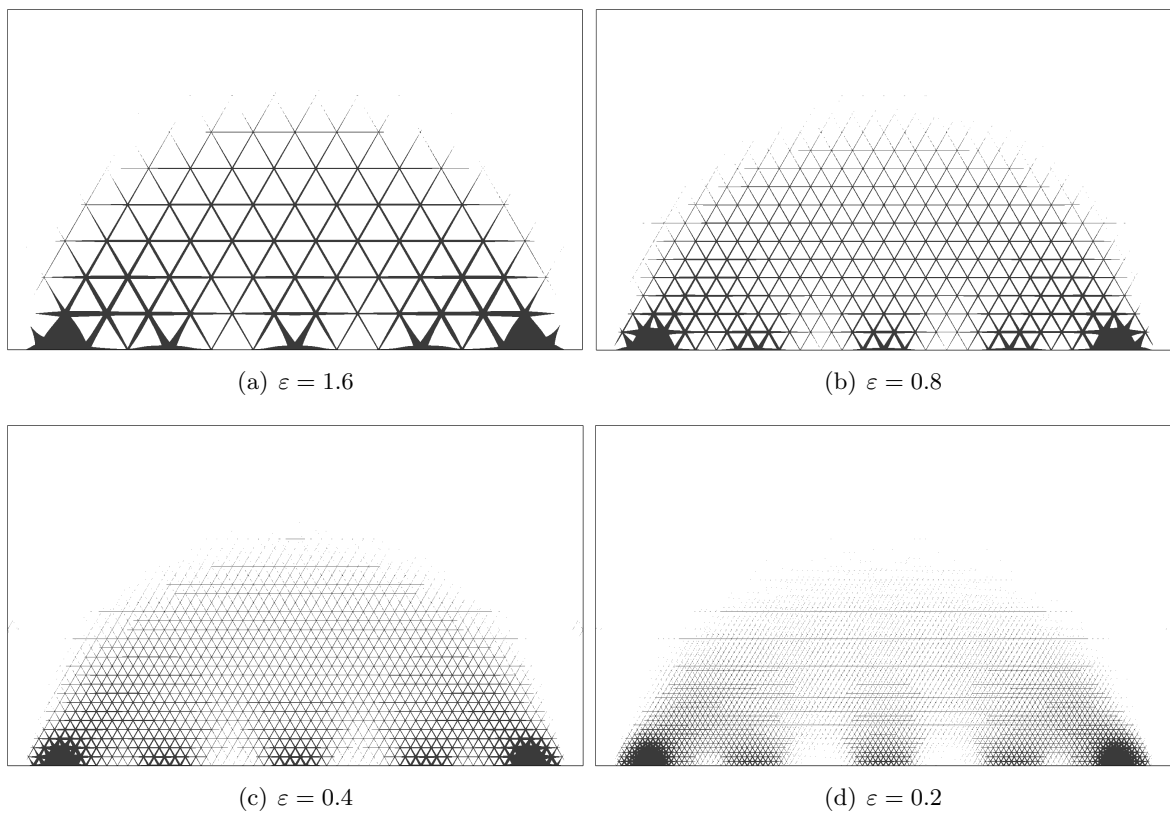 (a) ε = 1.6
(b) ε = 0.8
(c) ε = 0.4
(d) ε = 0.2